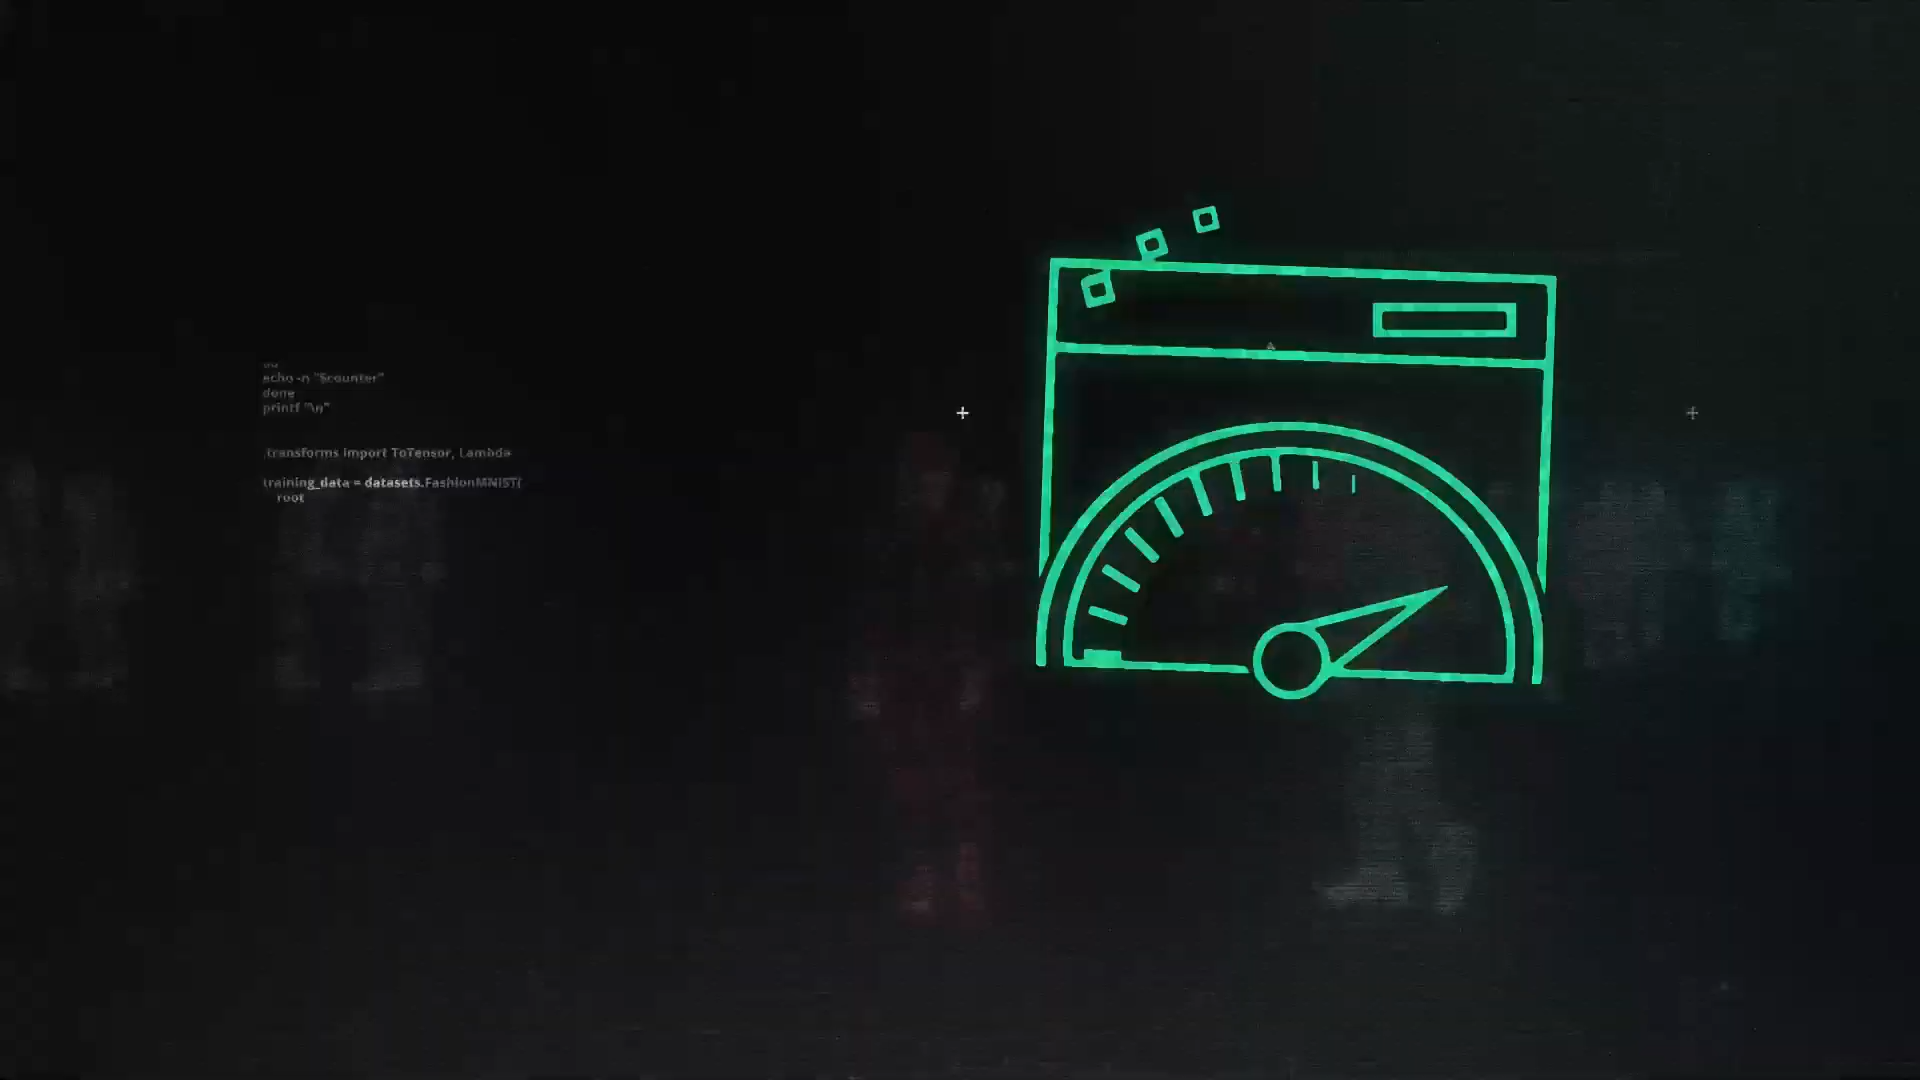 echo -n "$counter"
done
printf "\n"
.transforms import ToTensor, Lambda
training_data = datasets.FashionMNIST(
root